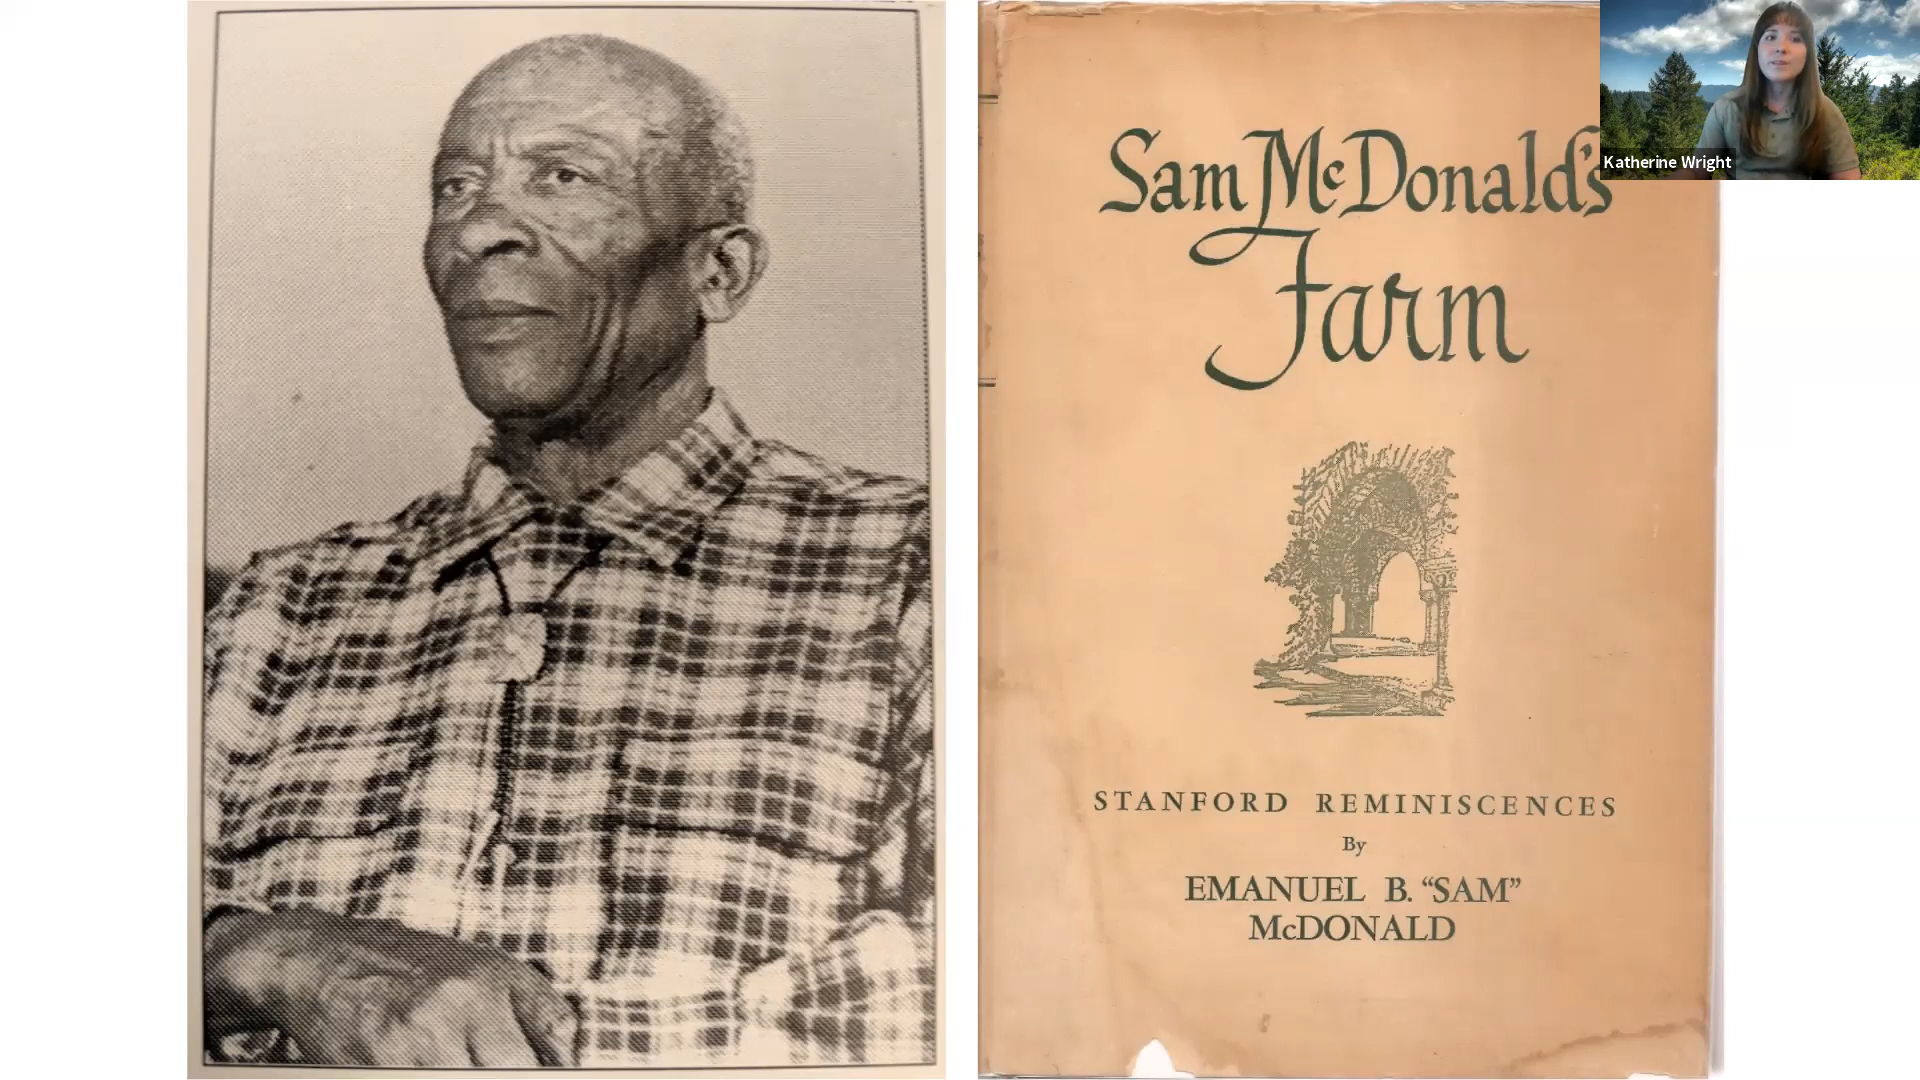 Sam McDonald's
Farm
STANFORD REMINISCENCES
By
EMANUEL B. “SAM”
McDONALD
Katherine Wright